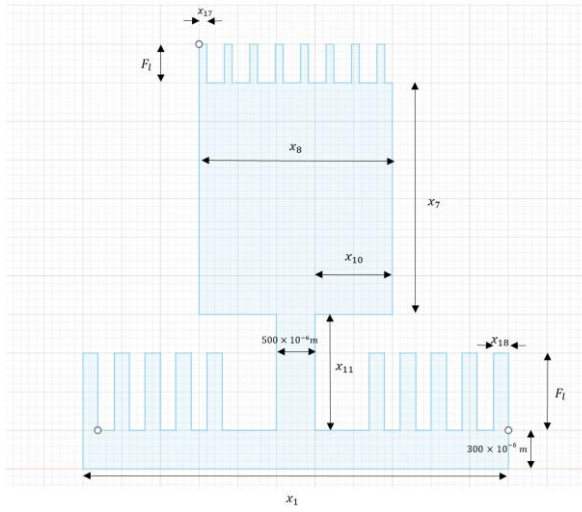 x₁₇
Fₗ
x₈
x₇
x₁₀
500 × 10⁻⁶m
x₁₈
x₁₁
Fₗ
300 × 10⁻⁶ m
x₁